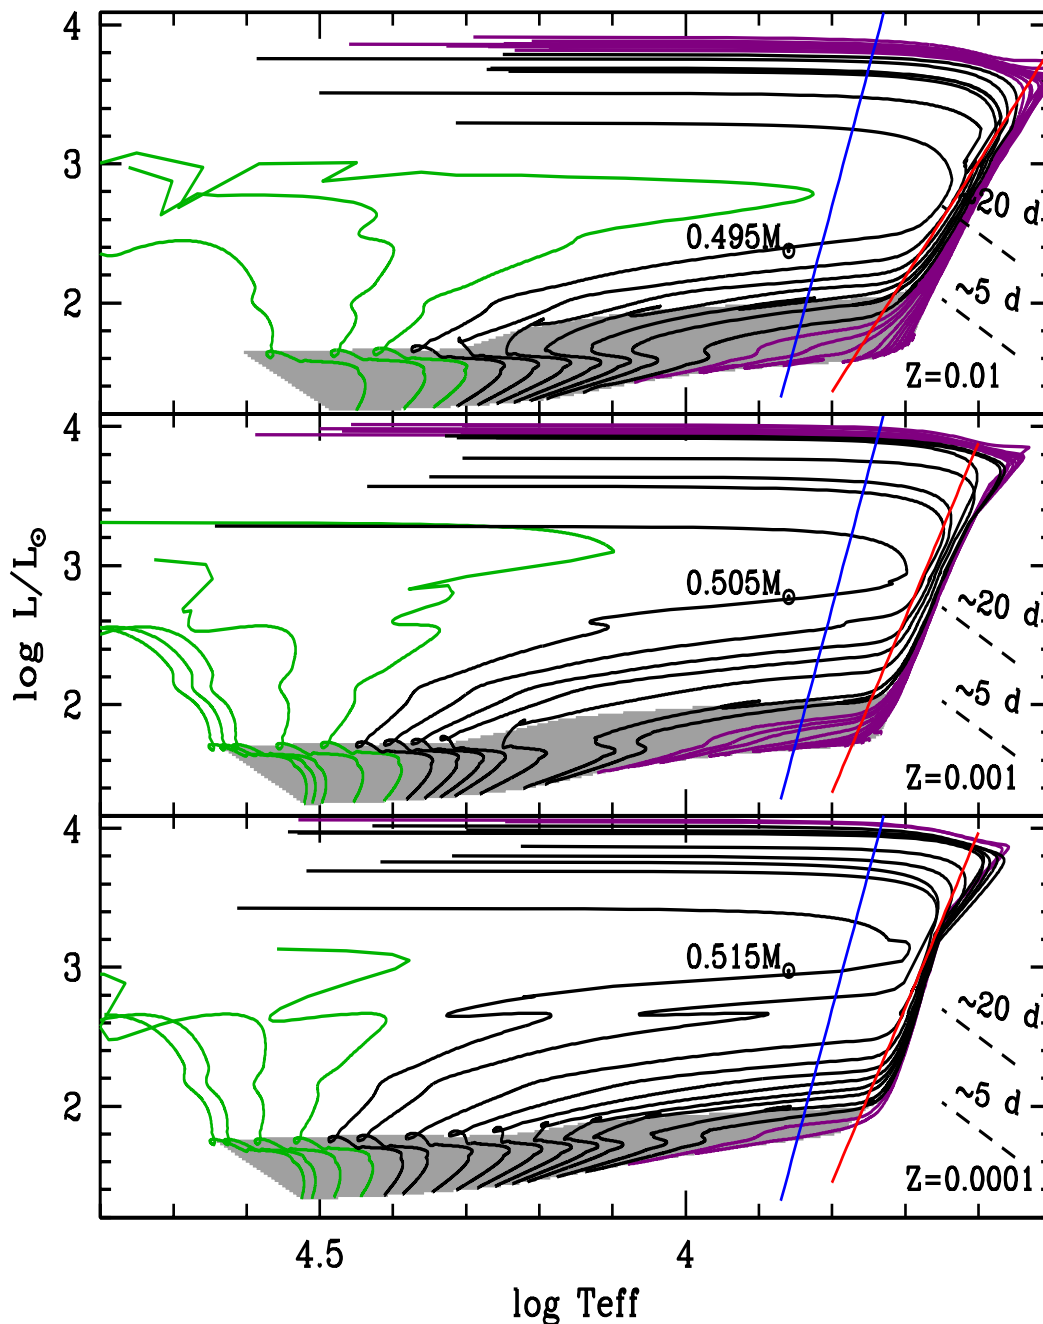 4
3
0.495M⊙
~20 d
~5 d
2
Z=0.01
4
log L/L⊙
3
0.505M⊙
~20 d
~5 d
2
Z=0.001
4
3
0.515M⊙
~20 d
~5 d
2
Z=0.0001
4.5 4
log Teff